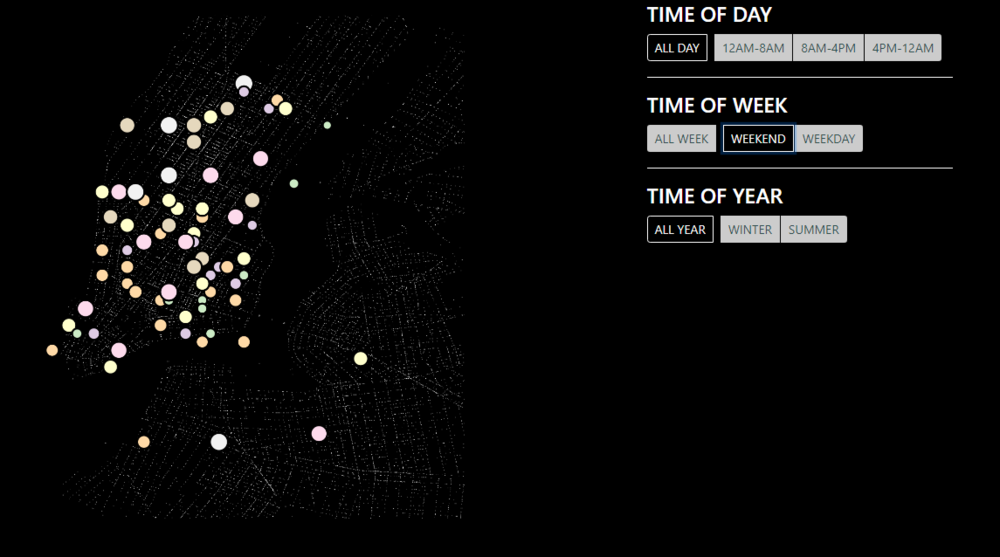 TIME OF DAY
ALL DAY 12AM-8AM 8AM-4PM 4PM-12AM
TIME OF WEEK
ALL WEEK WEEKEND WEEKDAY
TIME OF YEAR
ALL YEAR WINTER SUMMER